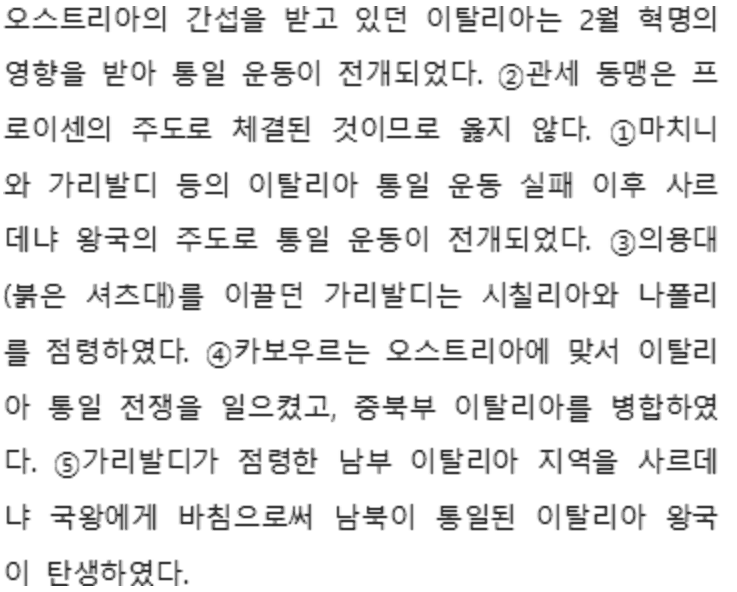 오스트리아의 간섭을 받고 있던 이탈리아는 2월 혁명의
영향을 받아 통일 운동이 전개되었다. ②관세 동맹은 프
로이센의 주도로 체결된 것이므로 옳지 않다. ①마치니
와 가리발디 등의 이탈리아 통일 운동 실패 이후 사르
데냐 왕국의 주도로 통일 운동이 전개되었다. ③의용대
(붉은 셔츠대)를 이끌던 가리발디는 시칠리아와 나폴리
를 점령하였다. ④카보우르는 오스트리아에 맞서 이탈리
아 통일 전쟁을 일으켰고, 중북부 이탈리아를 병합하였
다. ⑤가리발디가 점령한 남부 이탈리아 지역을 사르데
냐 국왕에게 바침으로써 남북이 통일된 이탈리아 왕국
이 탄생하였다.